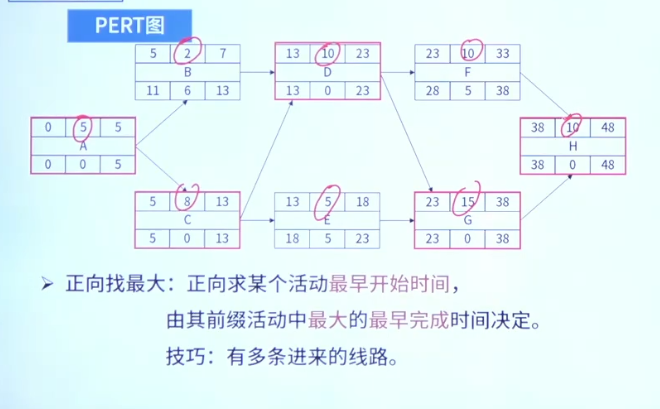 PERT图
5 2 7
B
11 6 13
13 10 23
D
13 0 23
23 10 33
F
28 5 38
0 5 5
A
0 0 5
38 10 48
H
38 0 48
5 8 13
C
5 0 13
13 5 18
E
18 5 23
23 15 38
G
23 0 38
➢ 正向找最大：正向求某个活动最早开始时间，
由其前缀活动中最大的最早完成时间决定。
技巧：有多条进来的线路。